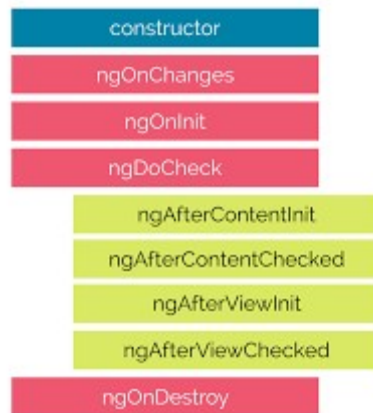 constructor
ngOnChanges
ngOnInit
ngDoCheck
ngAfterContentInit
ngAfterContentChecked
ngAfterViewInit
ngAfterViewChecked
ngOnDestroy